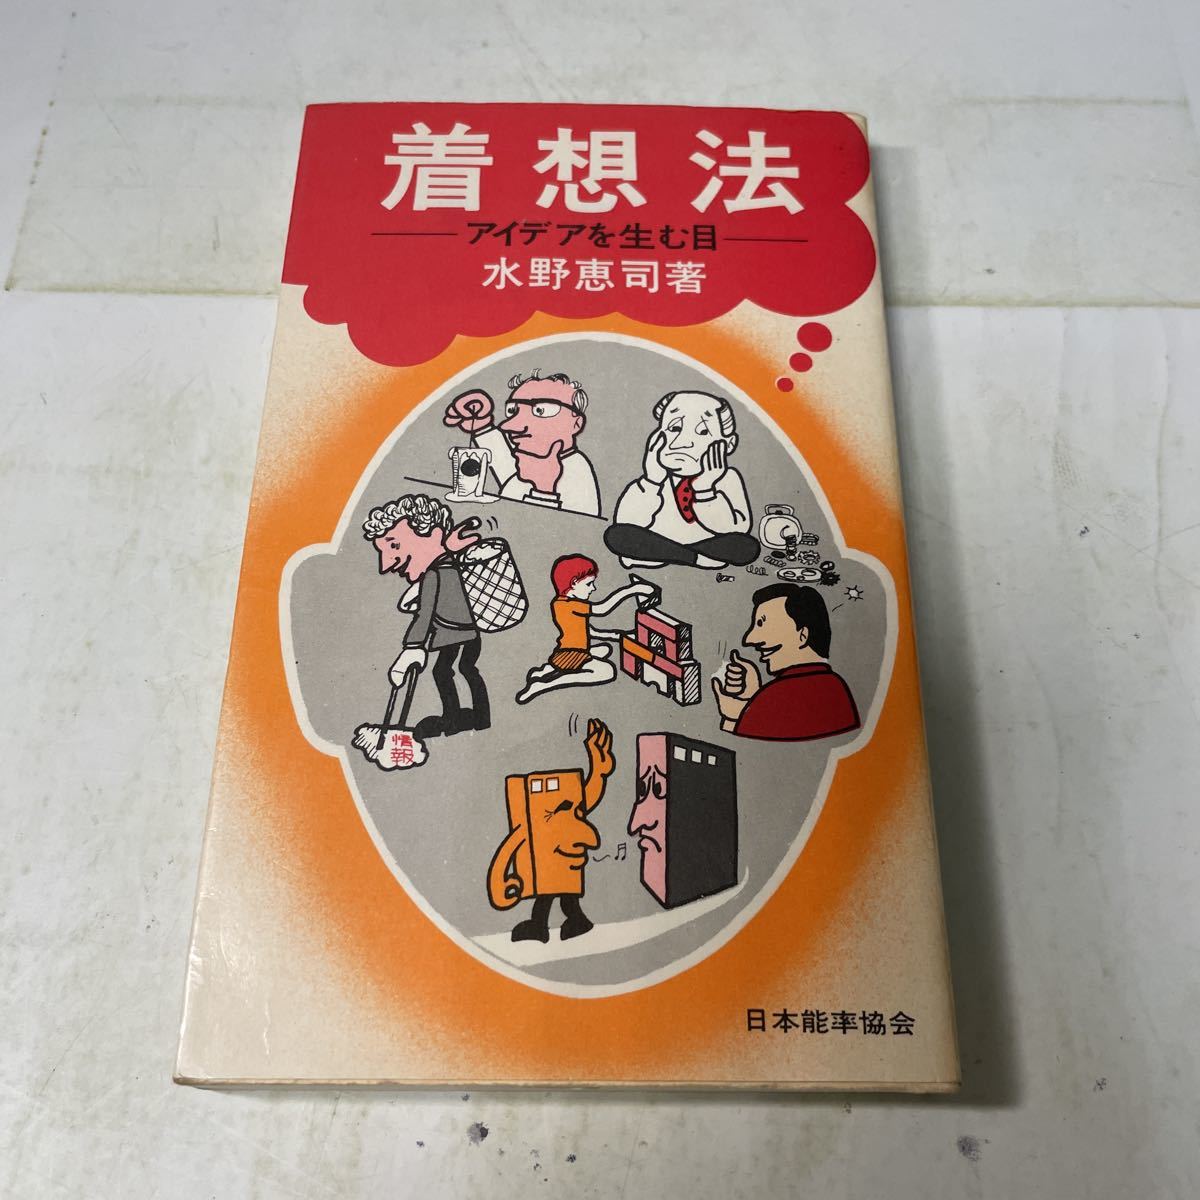 着想法
アイデアを生む目
水野恵司著
情報
日本能率協会